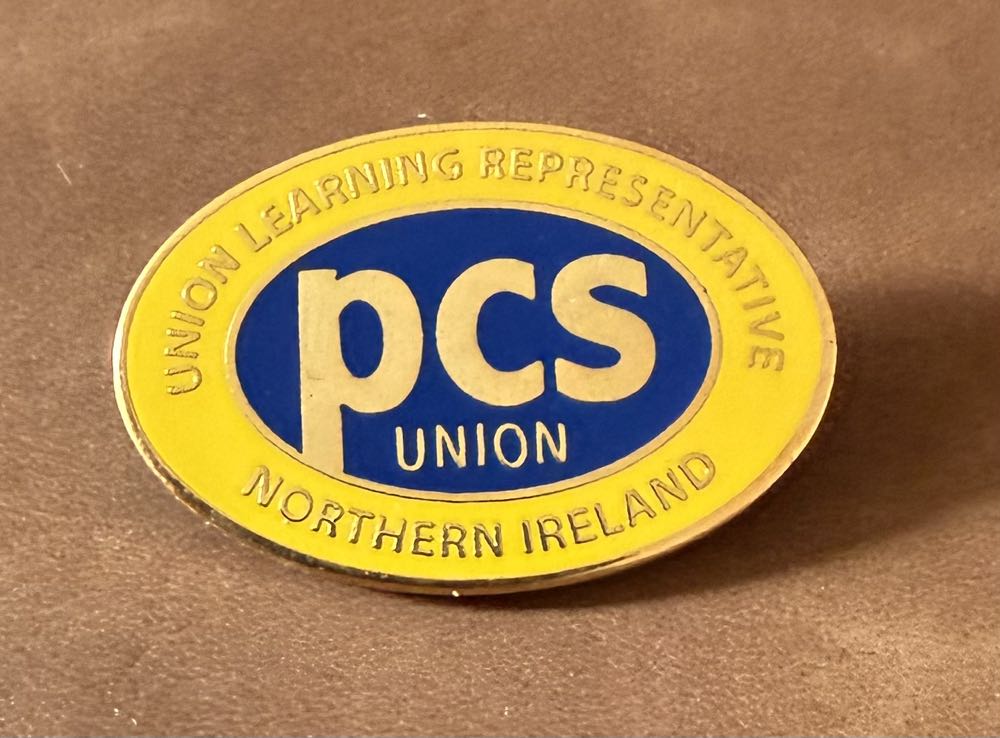 UNION LEARNING REPRESENTATIVE
pcs
UNION
NORTHERN IRELAND